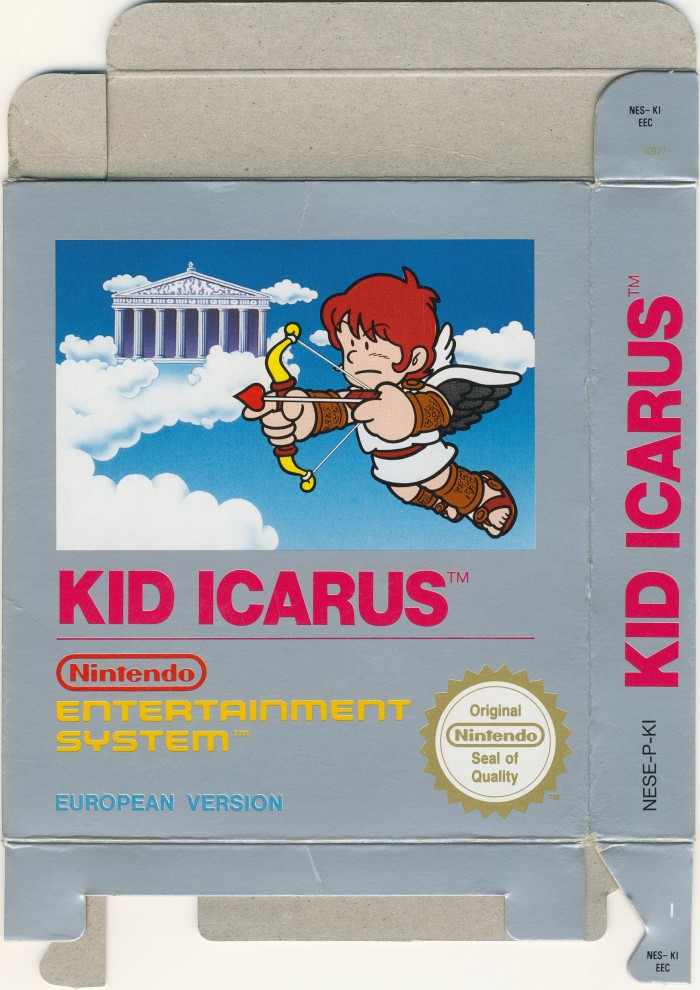 NES-KI
EEC
KID ICARUS™
KID ICARUS™
Nintendo
ENTERTAINMENT
SYSTEM™
EUROPEAN VERSION
Original
Nintendo
Seal of
Quality
TM
NESE-P-KI
I
NES-KI
EEC